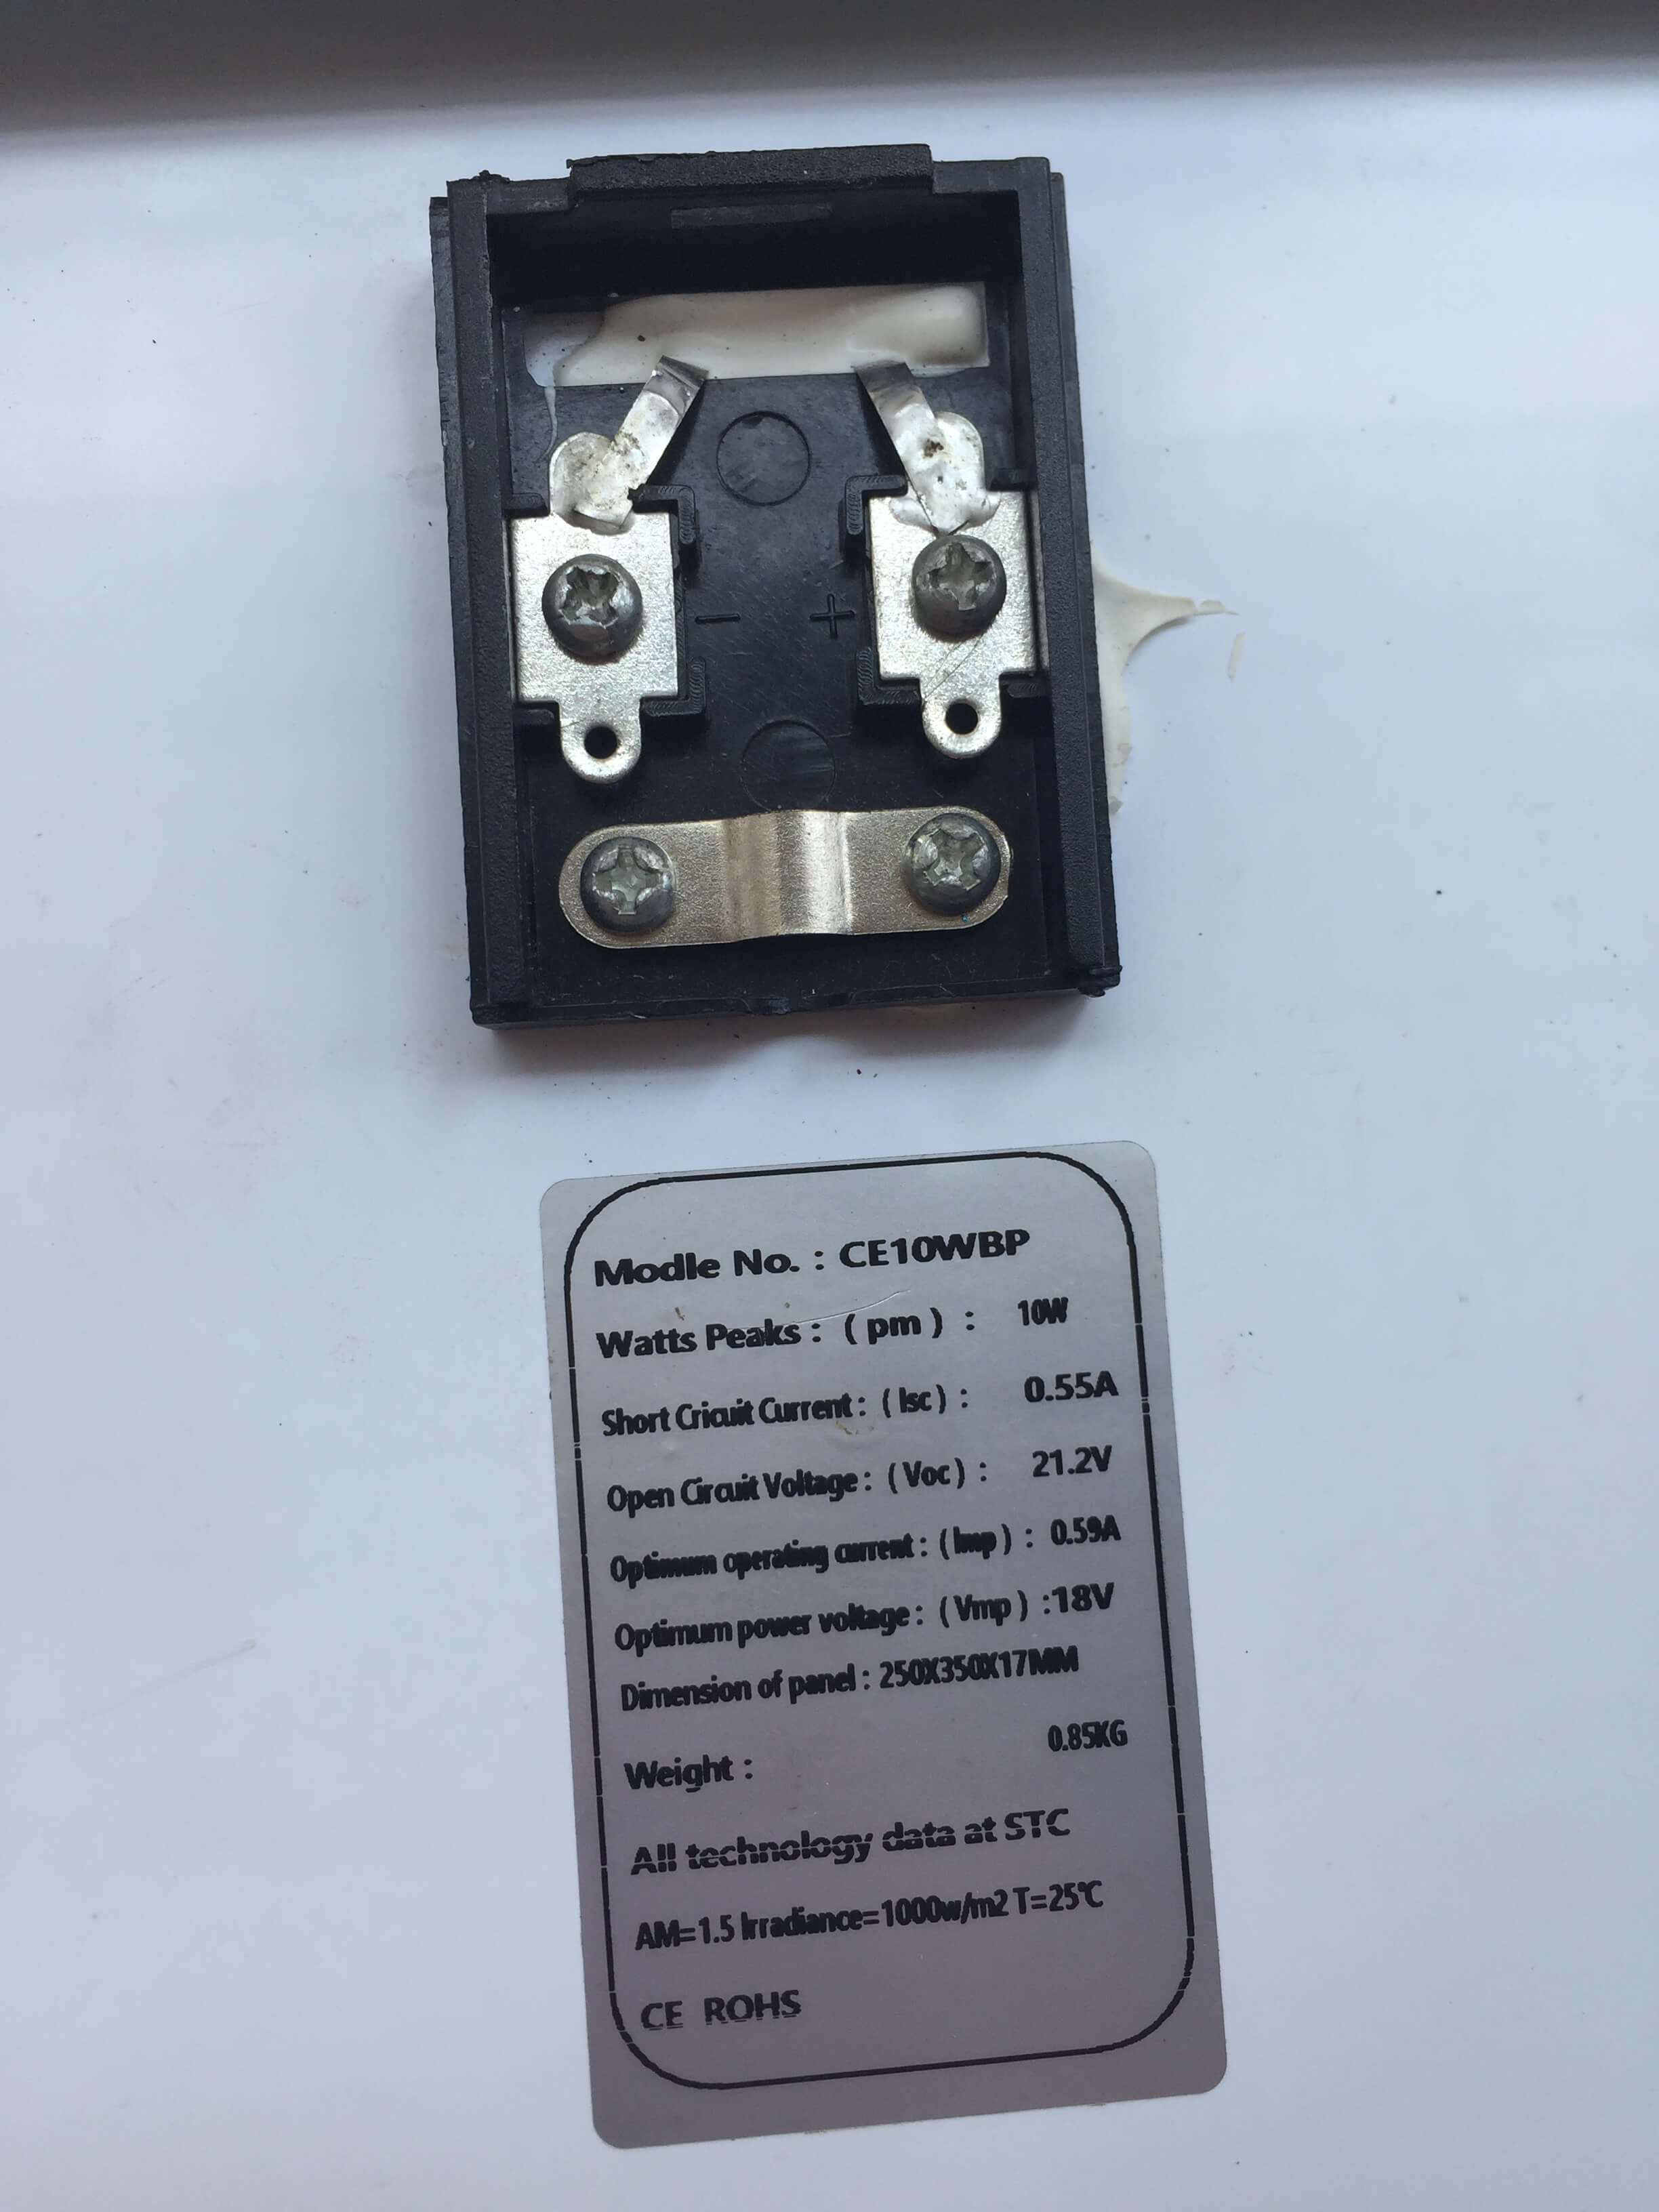 − +
Modle No. : CE10WBP
Watts Peaks : ( pm ) : 10W
Short Cricuit Current : ( Isc ) : 0.55A
Open Circuit Voltage : ( Voc ) : 21.2V
Optimum operating current : ( Imp ) : 0.59A
Optimum power voltage : ( Vmp ) :18V
Dimension of panel : 250X350X17MM
Weight : 0.85KG
All technology data at STC
AM=1.5 Irradiance=1000w/m2 T=25℃
CE ROHS